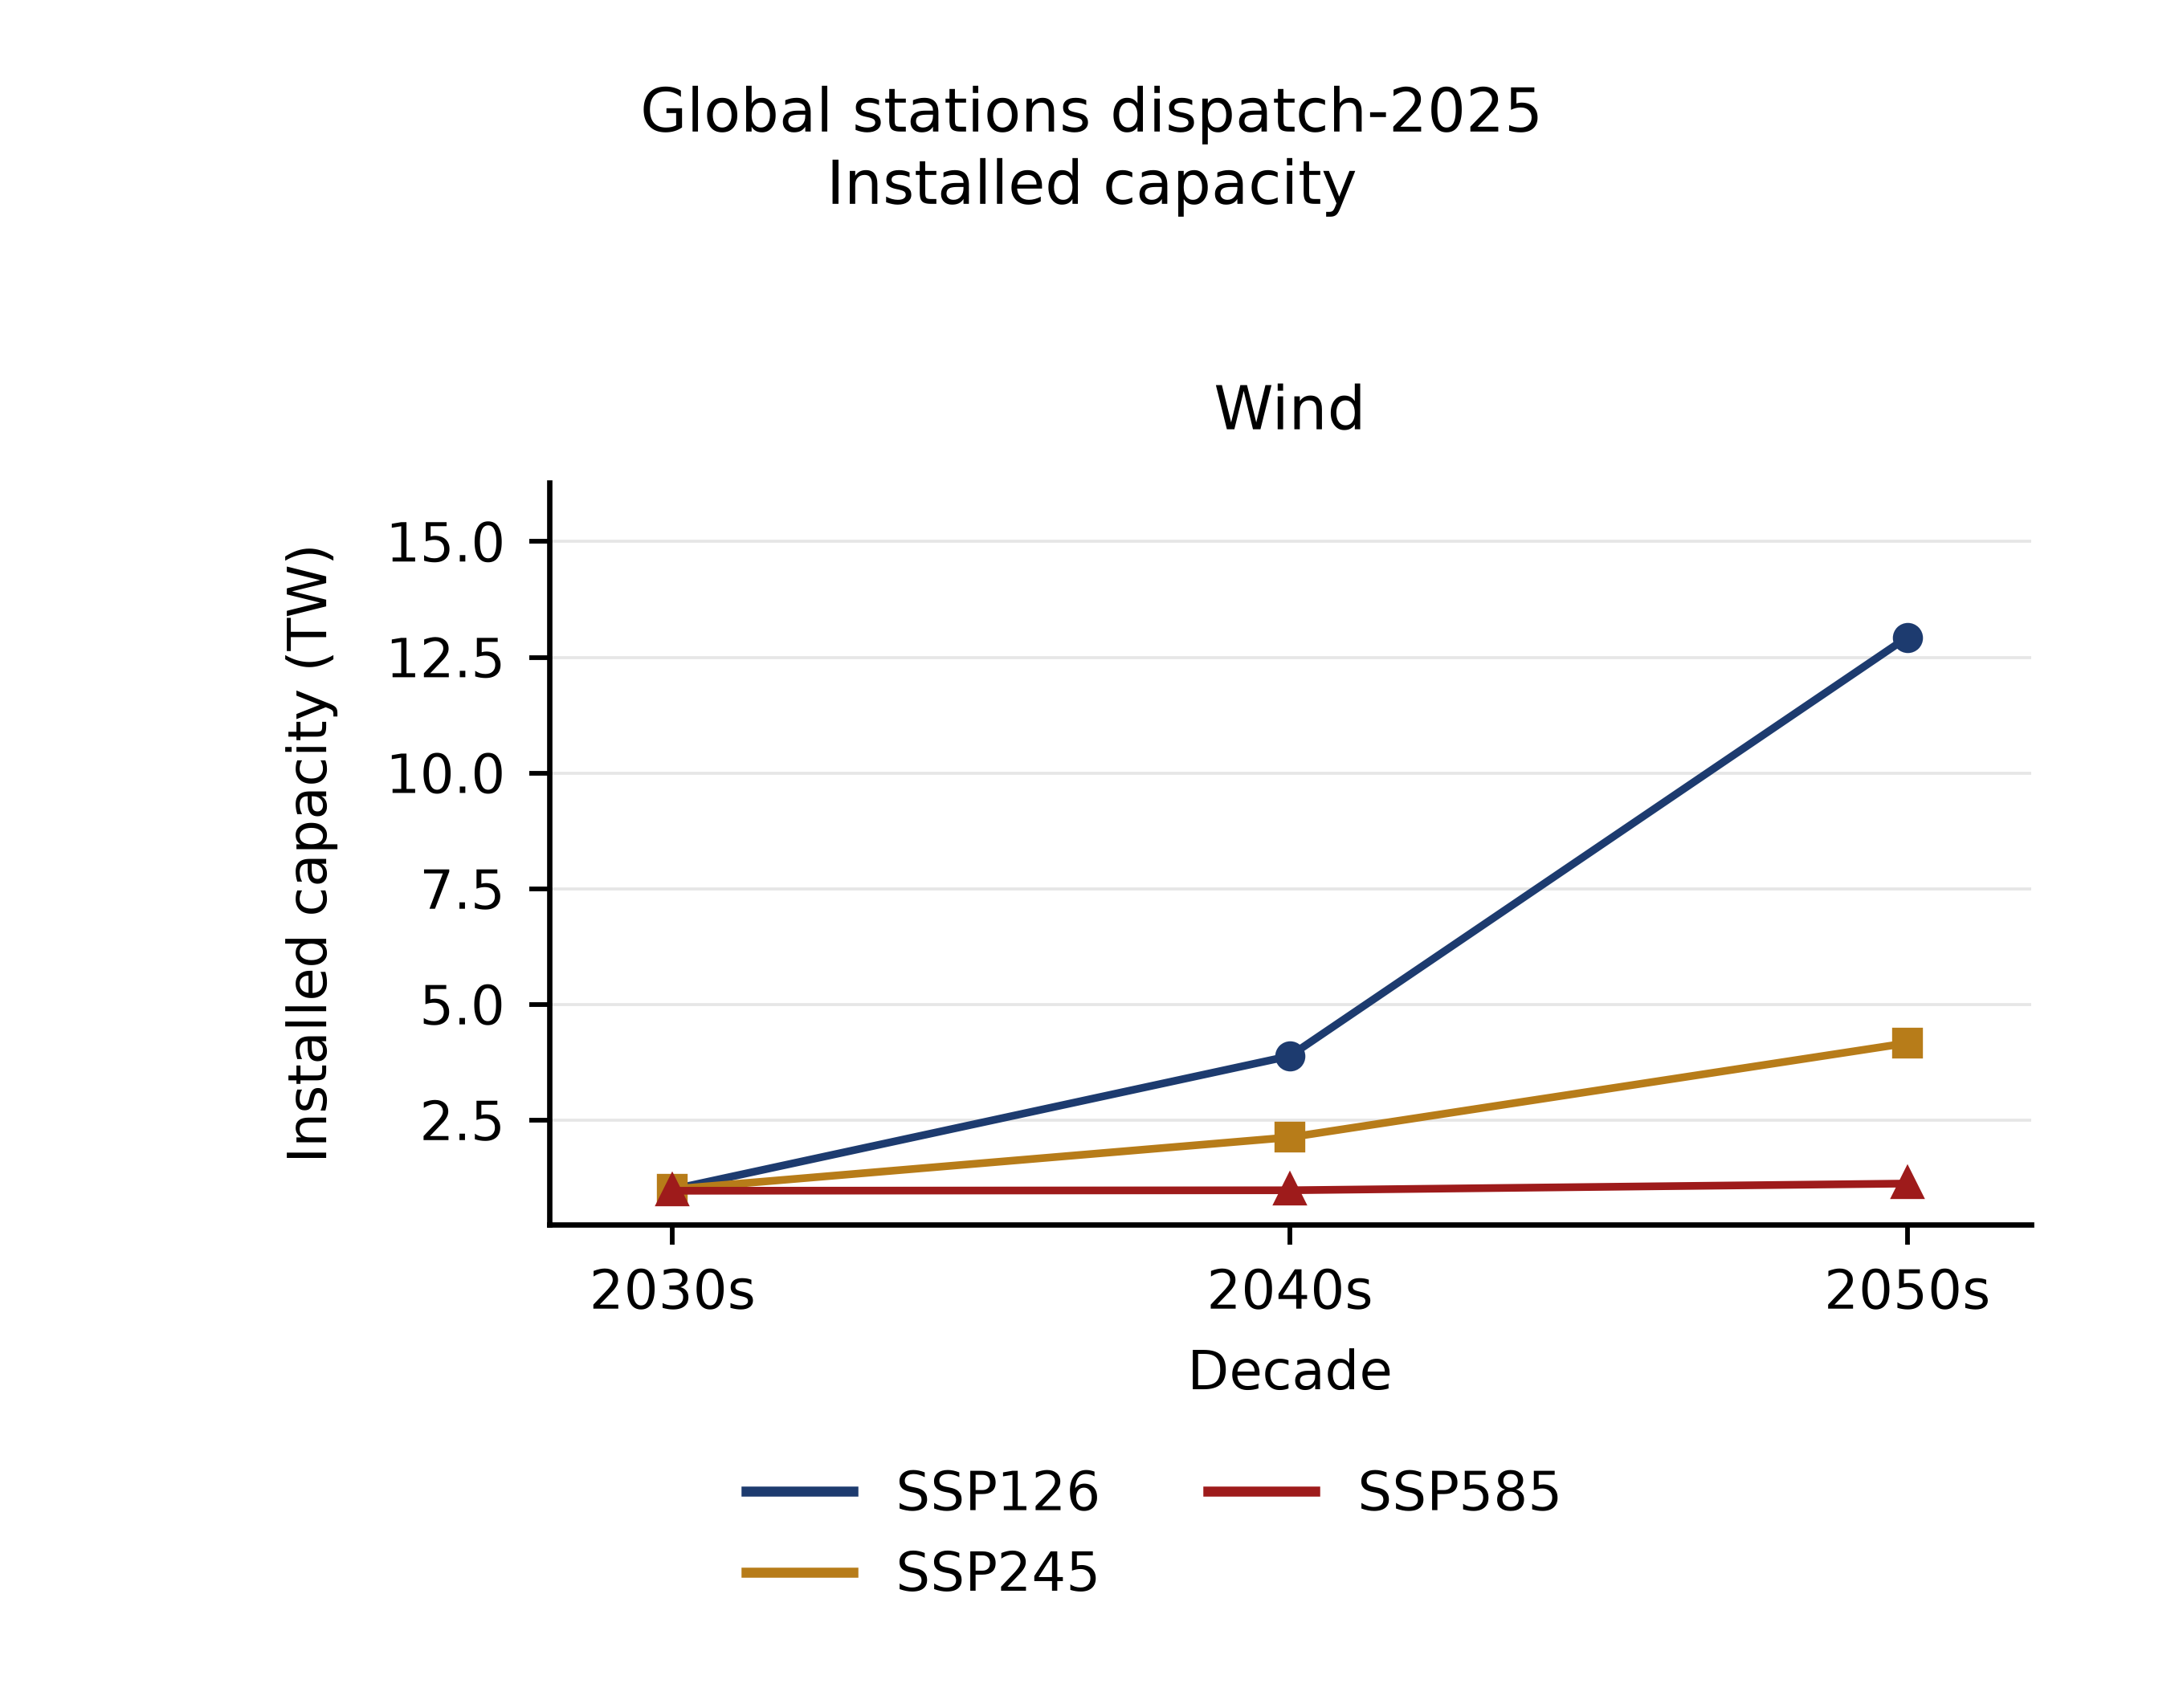 Global stations dispatch-2025
Installed capacity
Wind
Installed capacity (TW)
15.0
12.5
10.0
7.5
5.0
2.5
2030s
2040s
2050s
Decade
SSP126
SSP585
SSP245